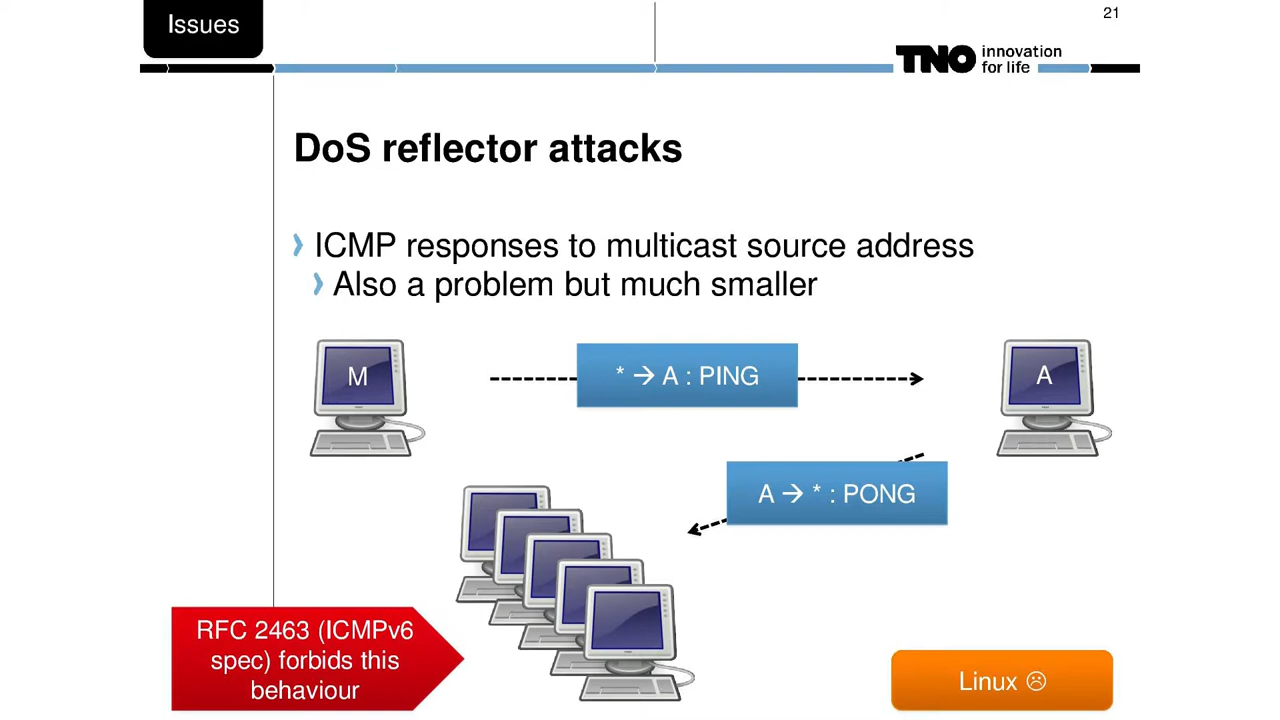 Issues
21
TNO innovation
for life
DoS reflector attacks
ICMP responses to multicast source address
Also a problem but much smaller
M
* → A : PING
A
A → * : PONG
RFC 2463 (ICMPv6
spec) forbids this
behaviour
Linux ☹